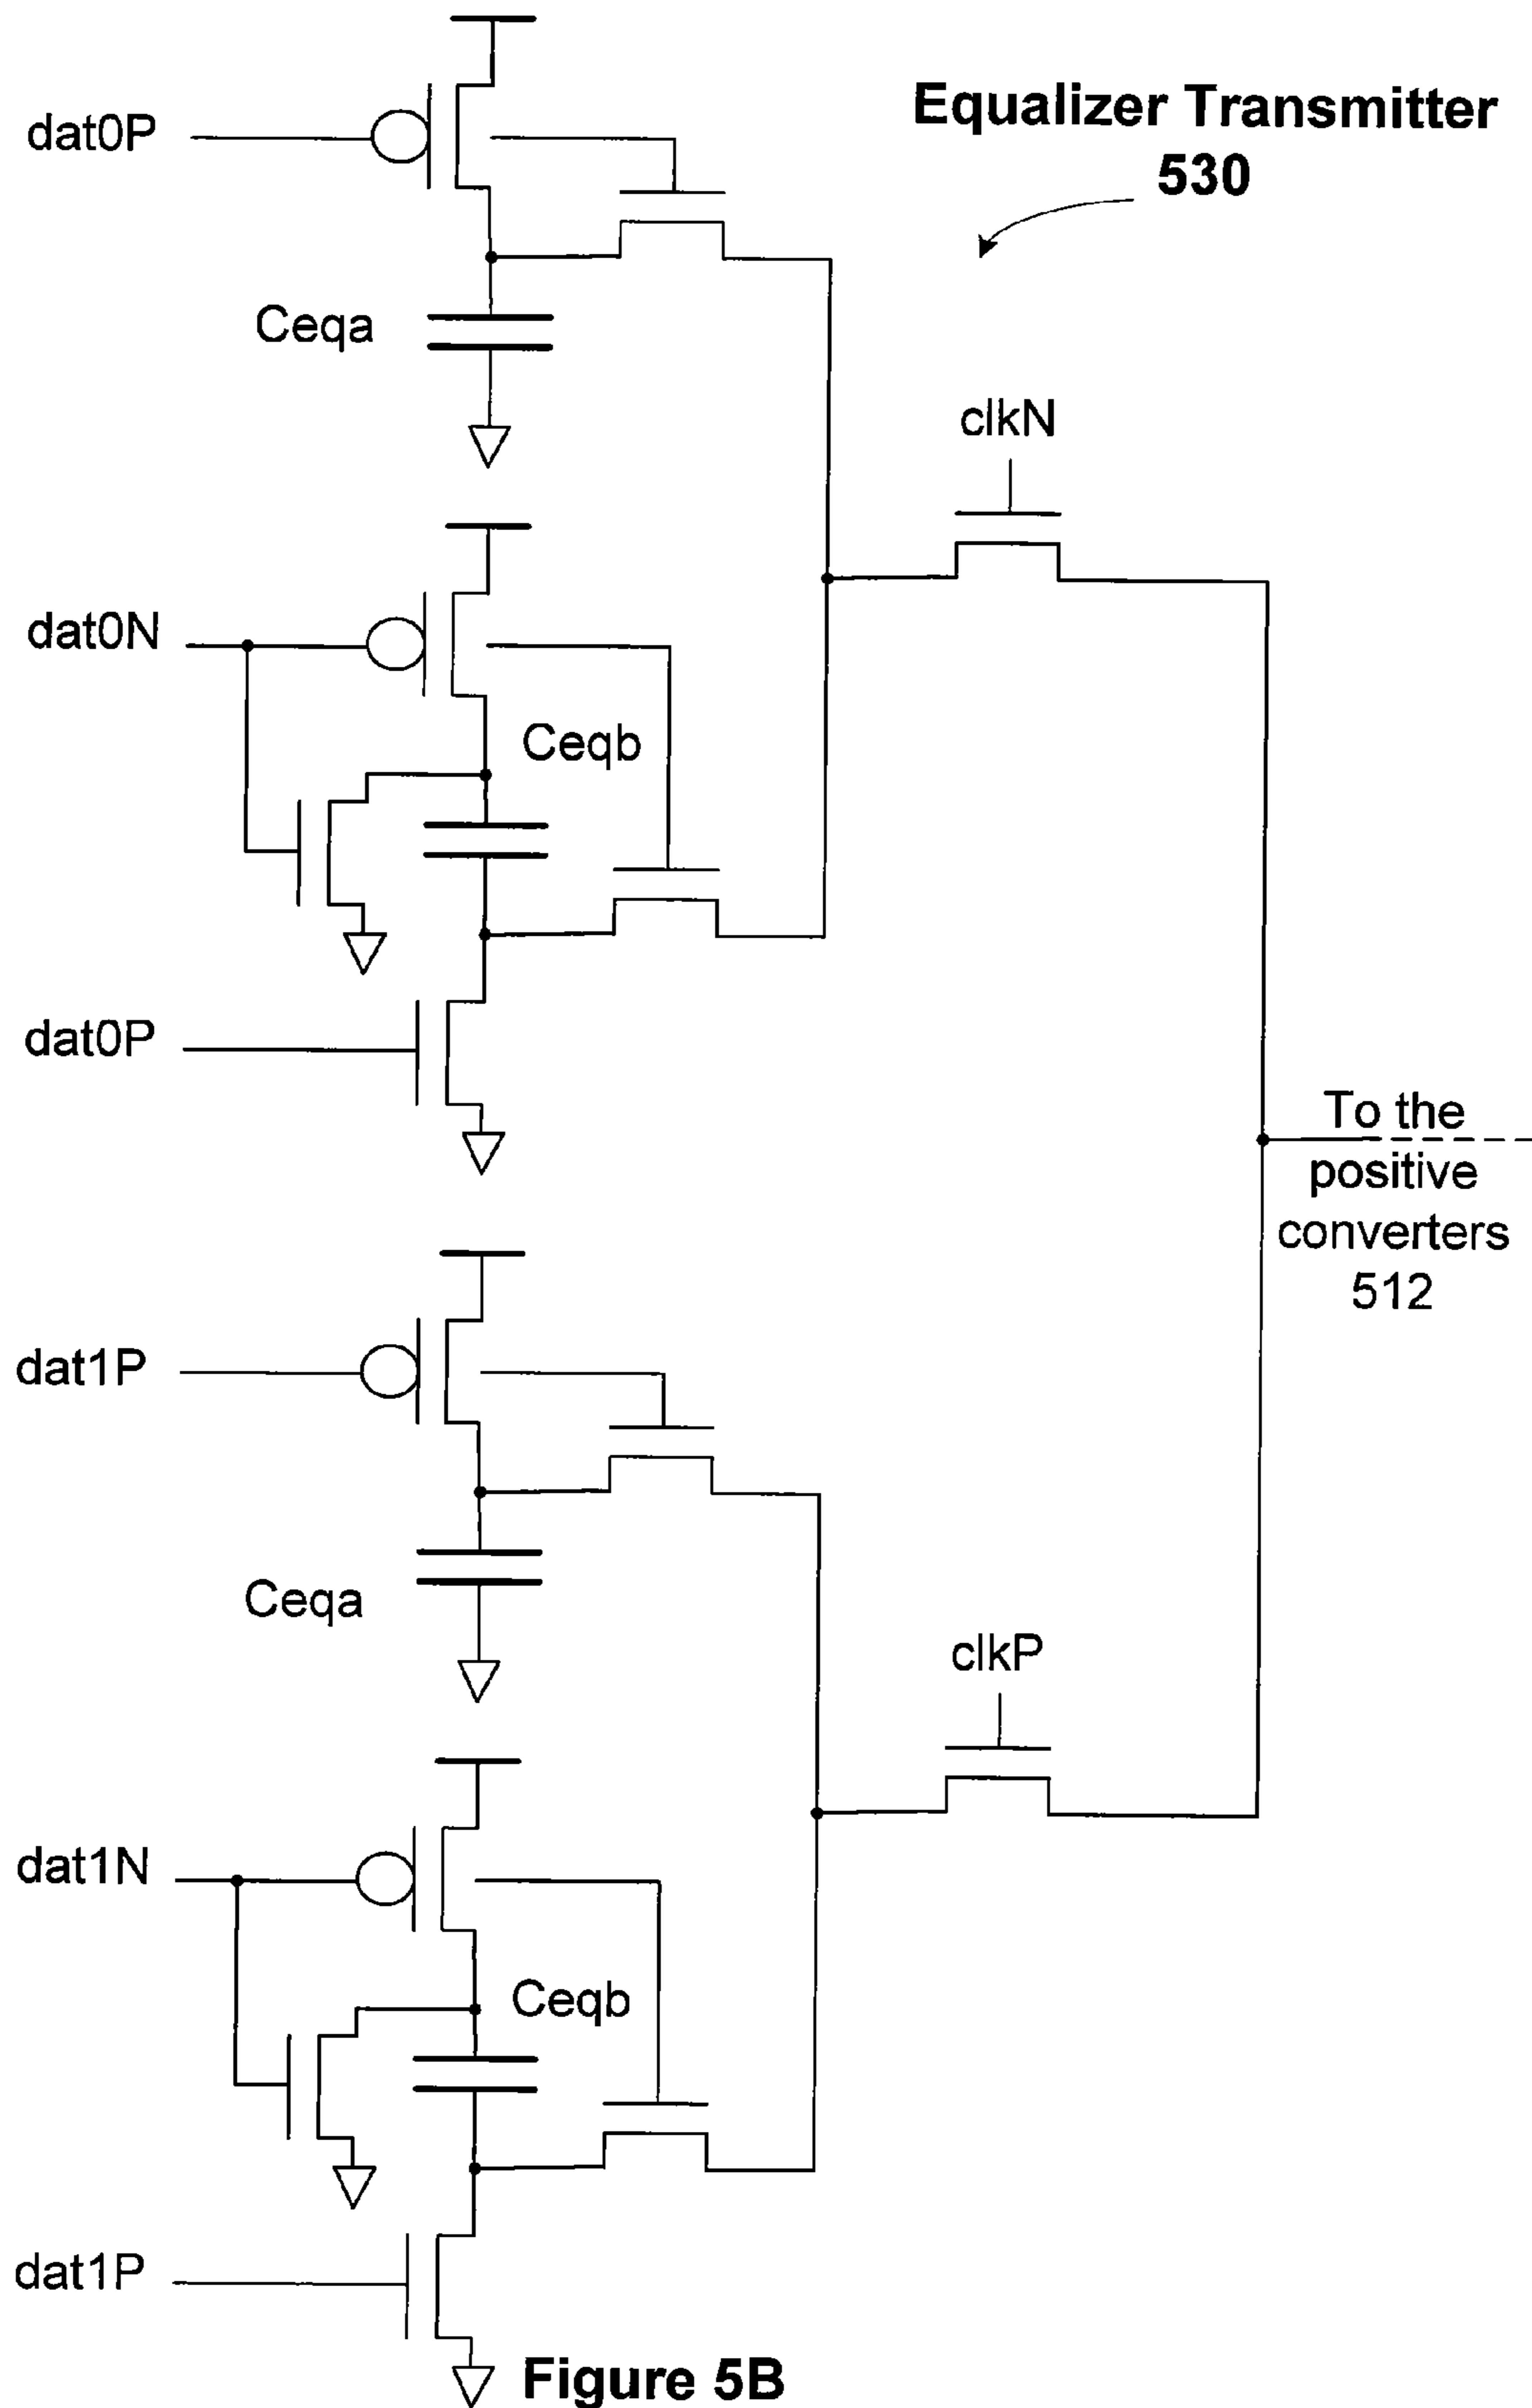 Equalizer Transmitter
530
dat0P
Ceqa
clkN
dat0N
Ceqb
dat0P
To the
positive
converters
512
dat1P
Ceqa
clkP
dat1N
Ceqb
dat1P
Figure 5B